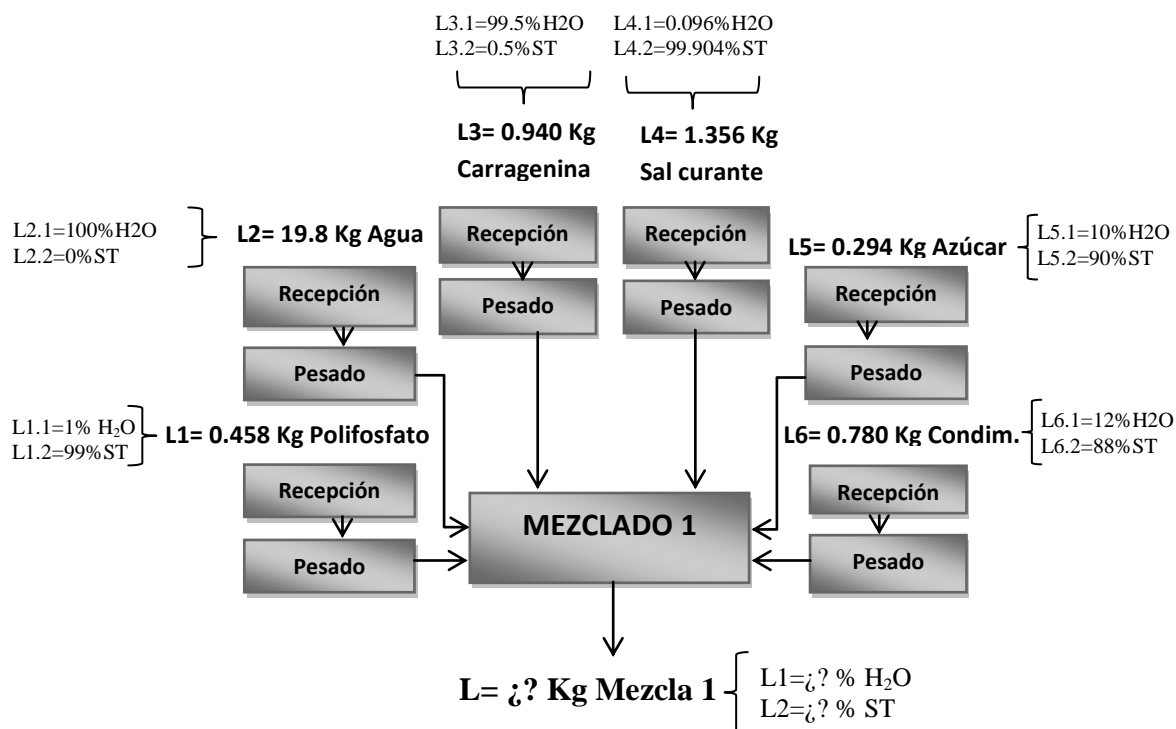 L3.1=99.5%H2O
L3.2=0.5%ST
L4.1=0.096%H2O
L4.2=99.904%ST
L3= 0.940 Kg
Carragenina
L4= 1.356 Kg
Sal curante
L2.1=100%H2O
L2.2=0%ST
L2= 19.8 Kg Agua
Recepción
Pesado
Recepción
Pesado
Recepción
Pesado
L5= 0.294 Kg Azúcar
L5.1=10%H2O
L5.2=90%ST
Recepción
Pesado
L1.1=1% H₂O
L1.2=99%ST
L1= 0.458 Kg Polifosfato
Recepción
Pesado
L6= 0.780 Kg Condim.
L6.1=12%H2O
L6.2=88%ST
Recepción
Pesado
MEZCLADO 1
L= ¿? Kg Mezcla 1
L1=¿? % H₂O
L2=¿? % ST